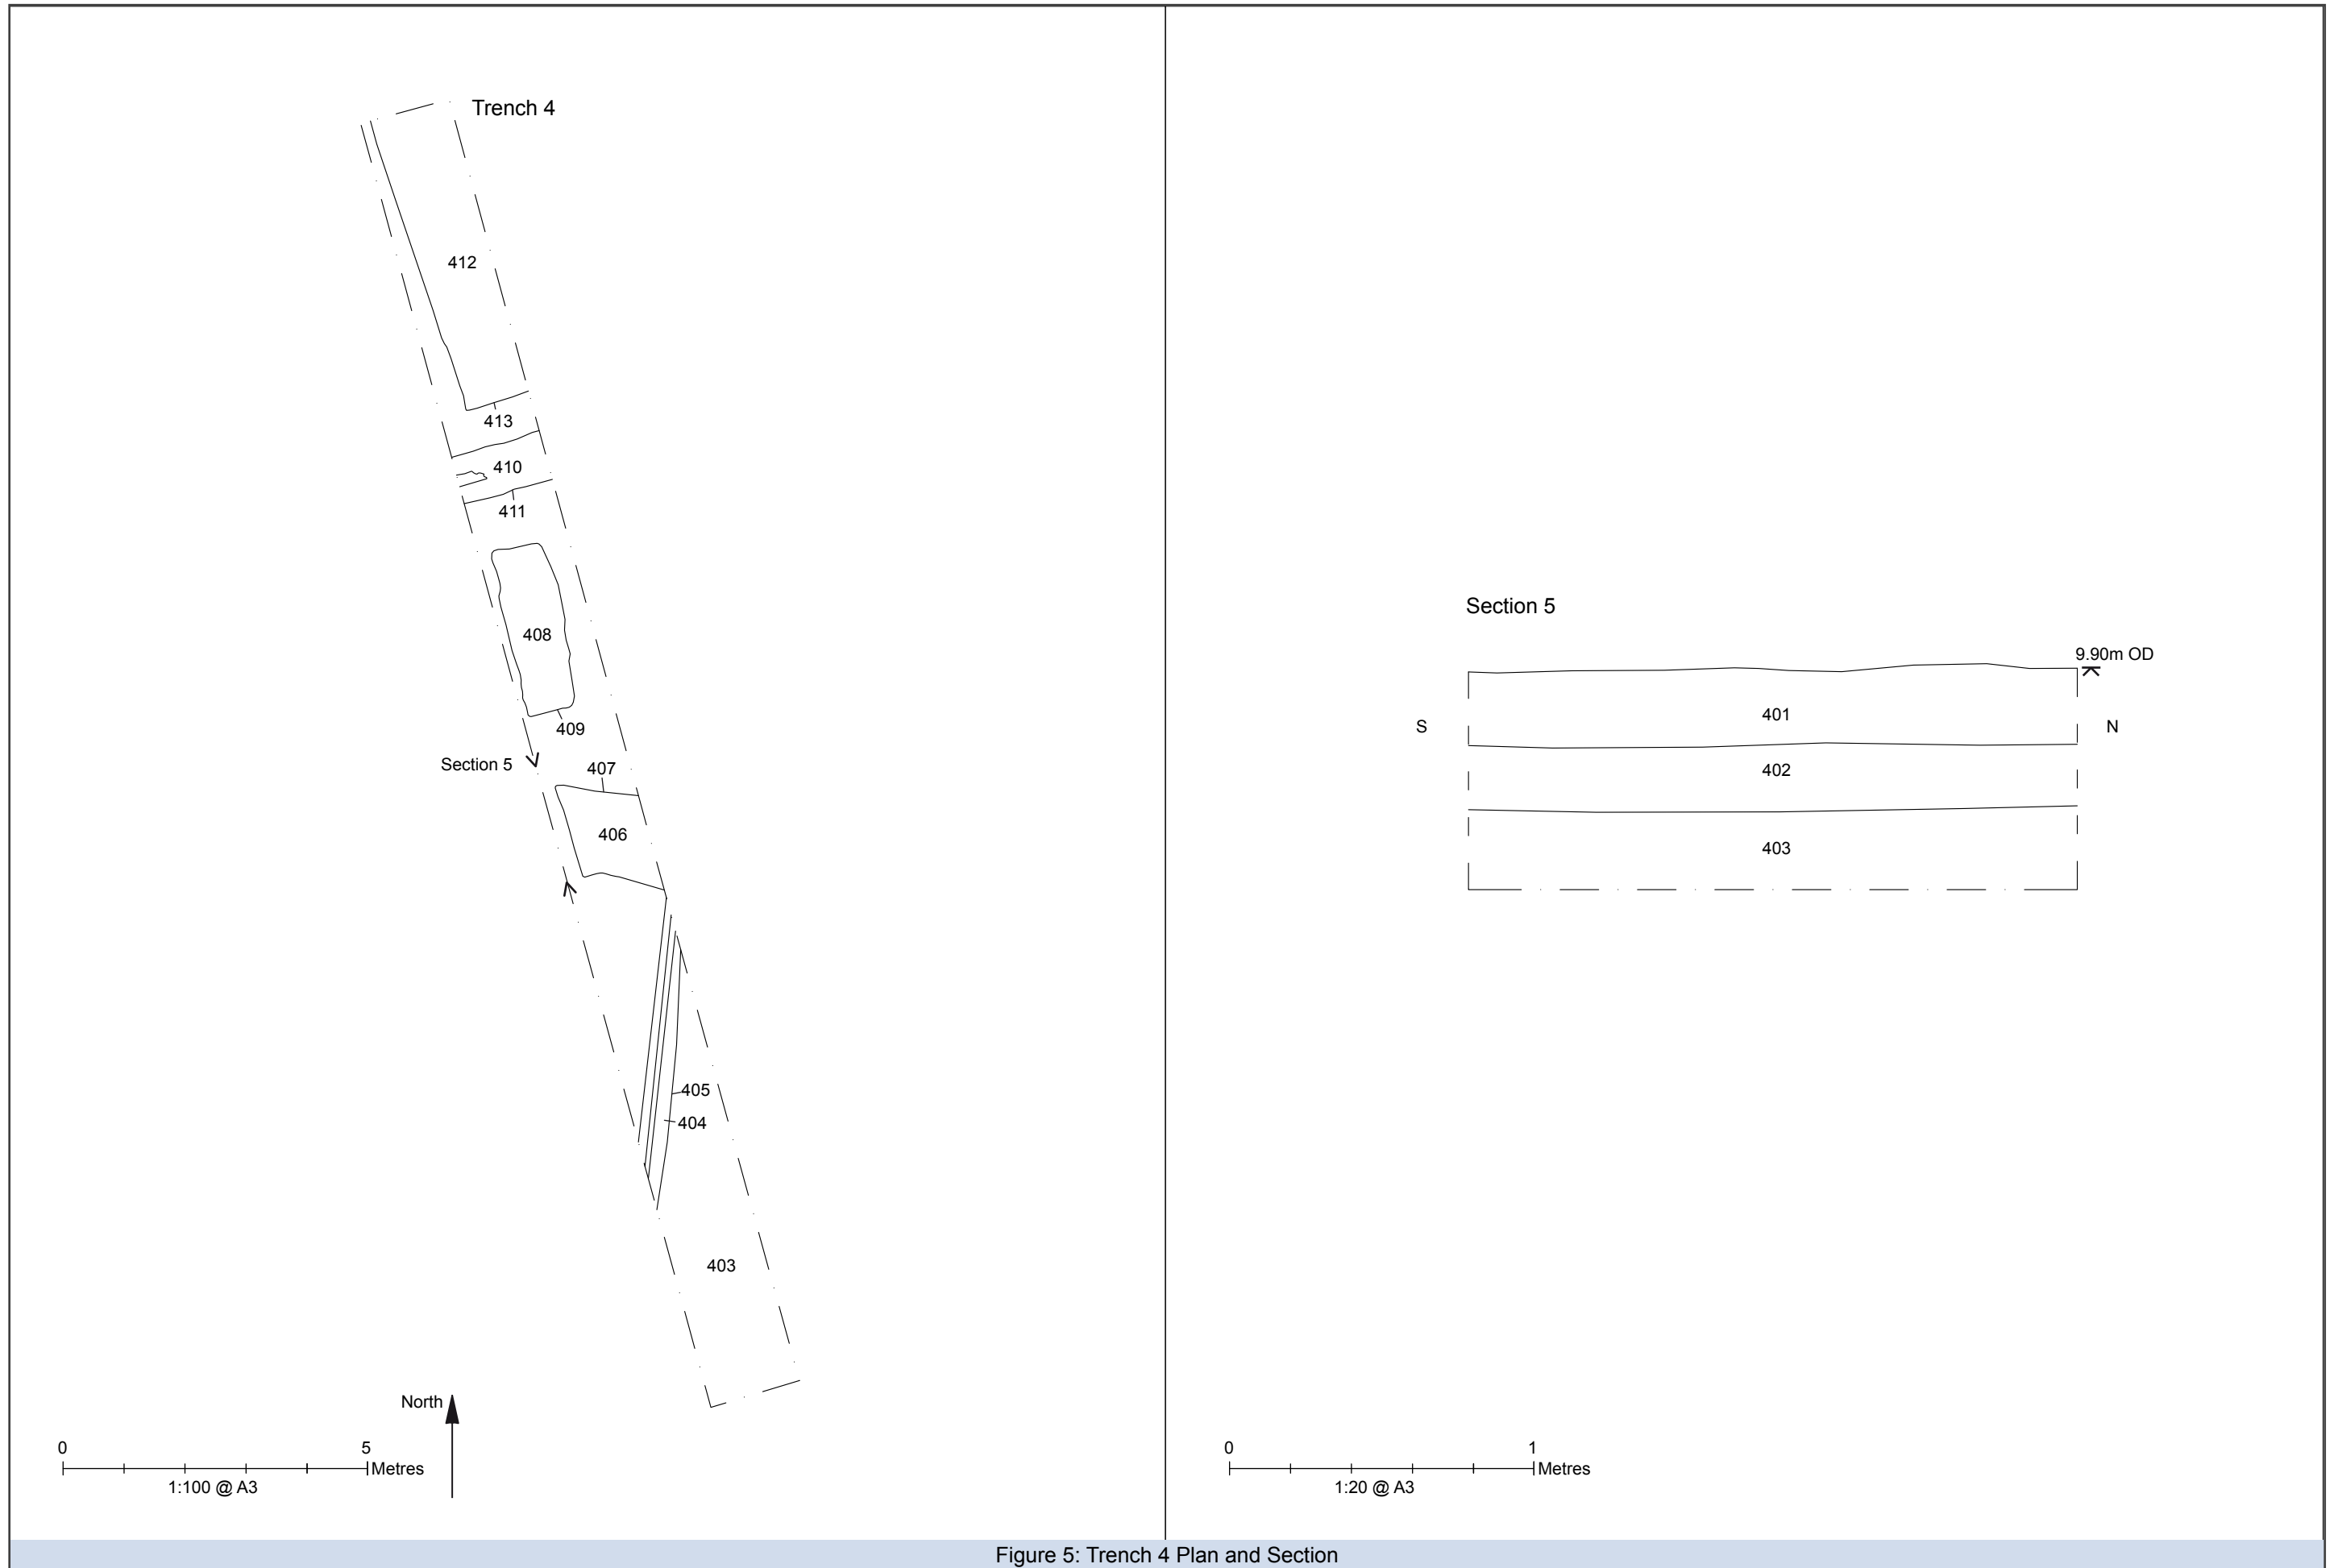 Trench 4
412
413
410
411
408
409
Section 5
407
406
405
404
403
North
0 5
Metres
1:100 @ A3
Section 5
9.90m OD
S
401
N
402
403
0 1
Metres
1:20 @ A3
Figure 5: Trench 4 Plan and Section